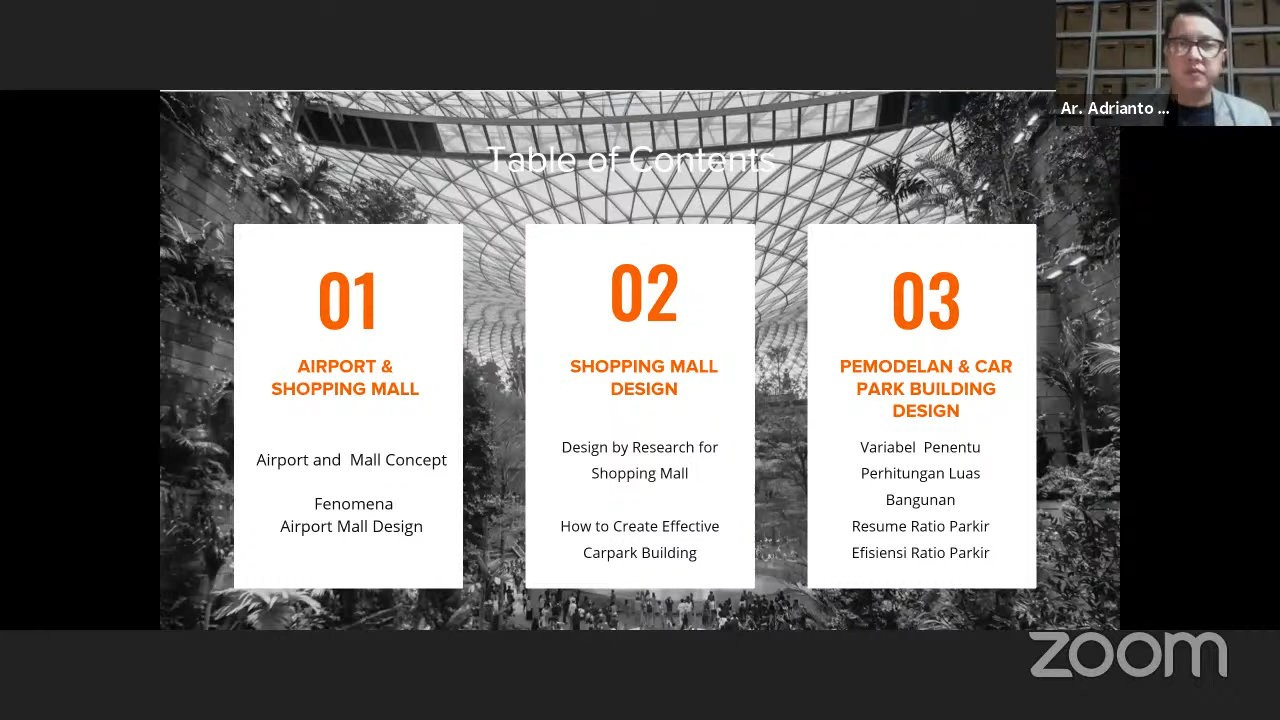 Ar. Adrianto ...
Table of Contents
01
AIRPORT &
SHOPPING MALL
Airport and  Mall Concept
Fenomena
Airport Mall Design
02
SHOPPING MALL
DESIGN
Design by Research for
Shopping Mall
How to Create Effective
Carpark Building
03
PEMODELAN & CAR
PARK BUILDING
DESIGN
Variabel  Penentu
Perhitungan Luas
Bangunan
Resume Ratio Parkir
Efisiensi Ratio Parkir
zoom